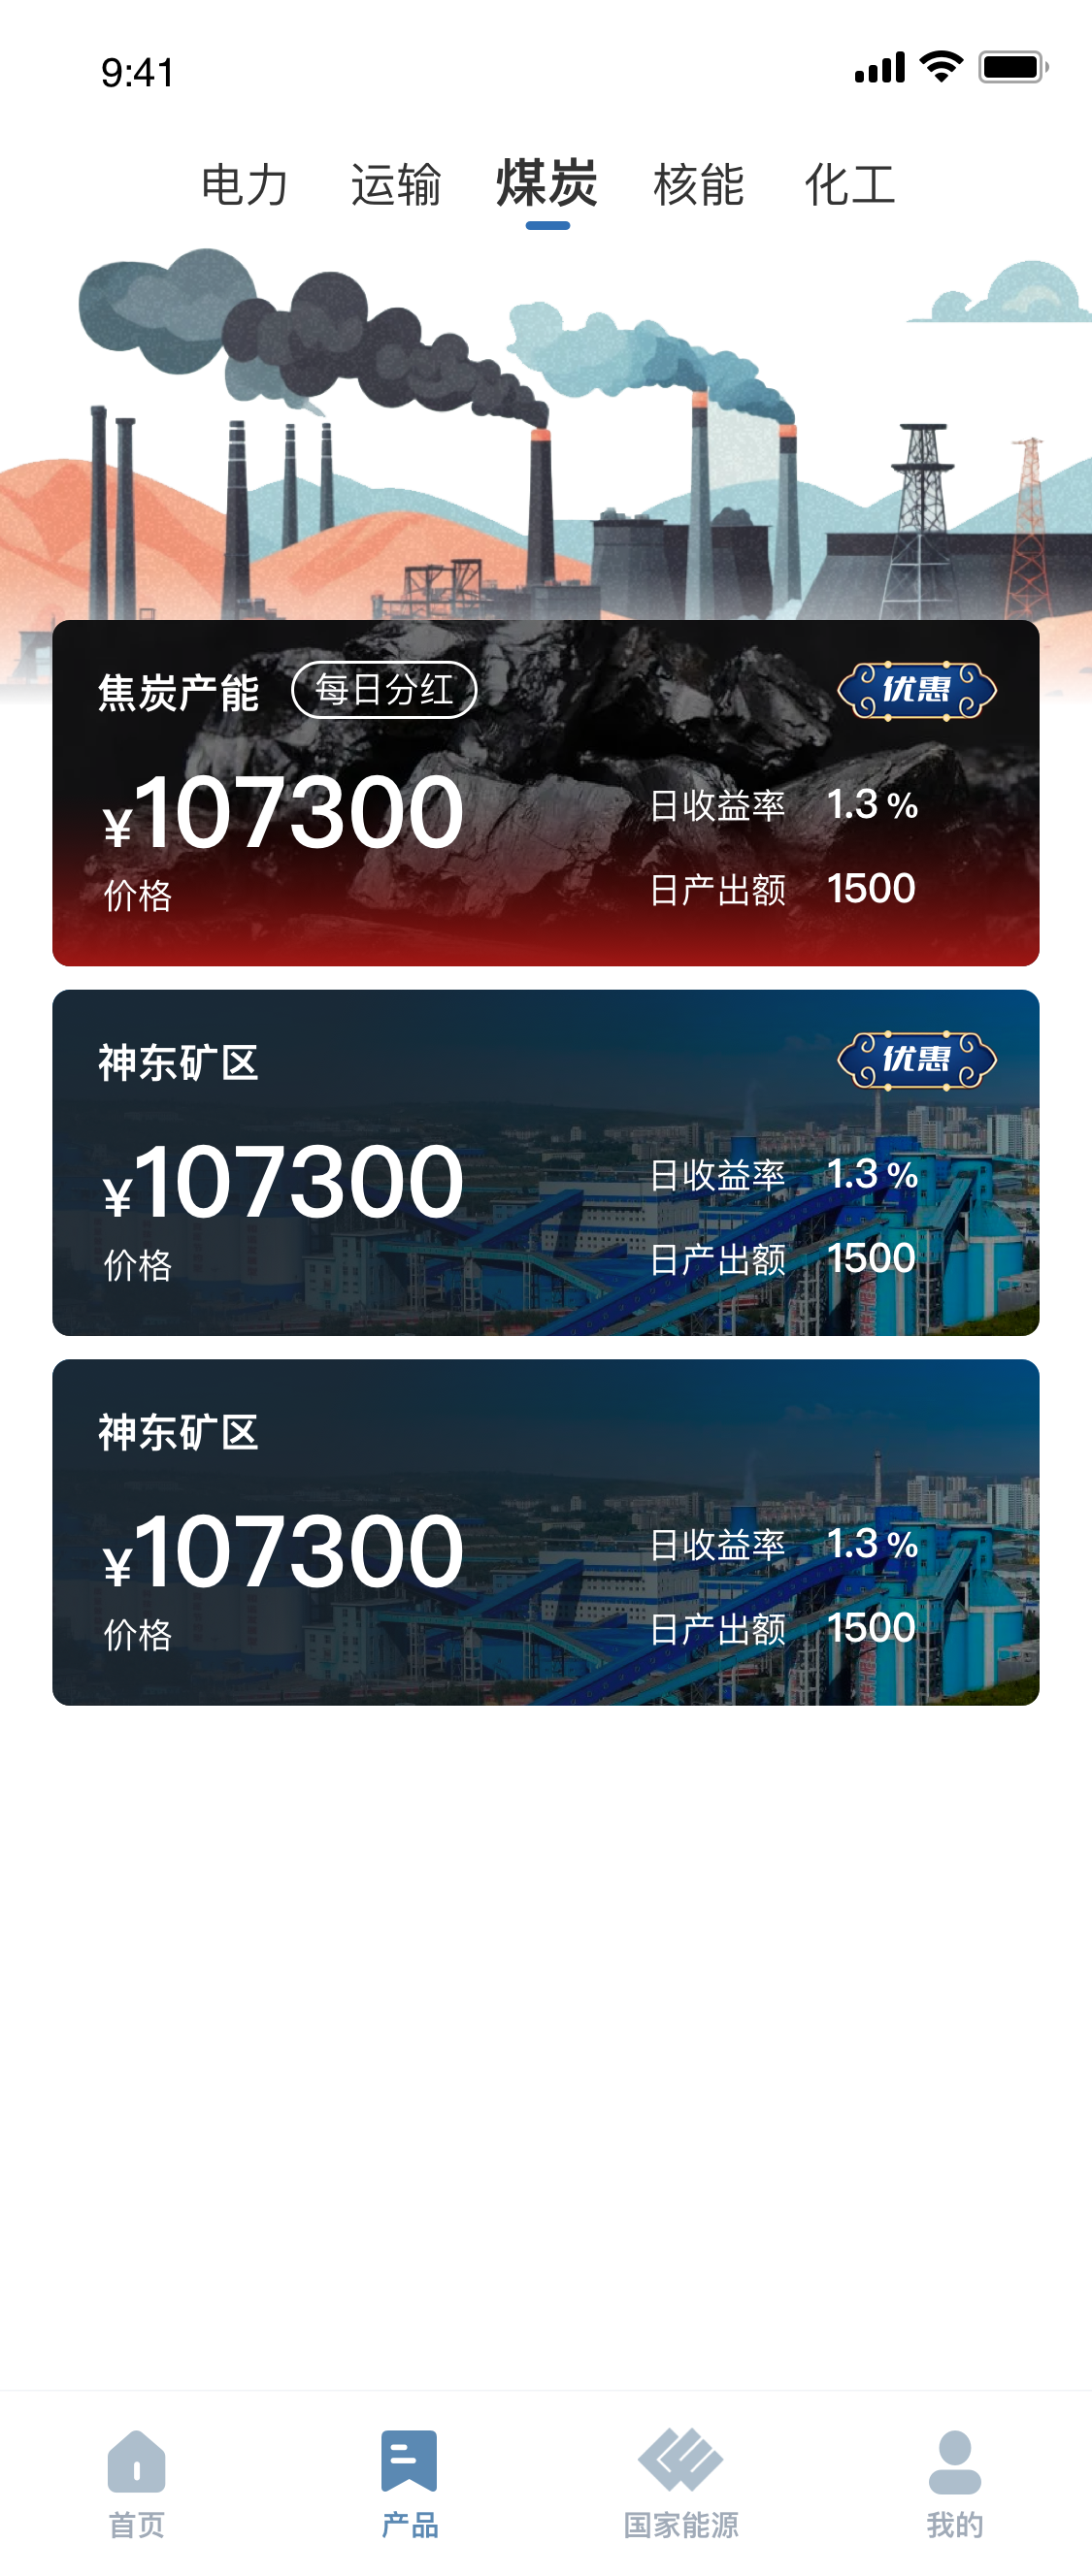 9:41
电力 运输 煤炭 核能 化工
焦炭产能 每日分红 优惠
¥107300
价格
日收益率 1.3 %
日产出额 1500
神东矿区 优惠
¥107300
价格
日收益率 1.3 %
日产出额 1500
神东矿区
¥107300
价格
日收益率 1.3 %
日产出额 1500
首页 产品 国家能源 我的